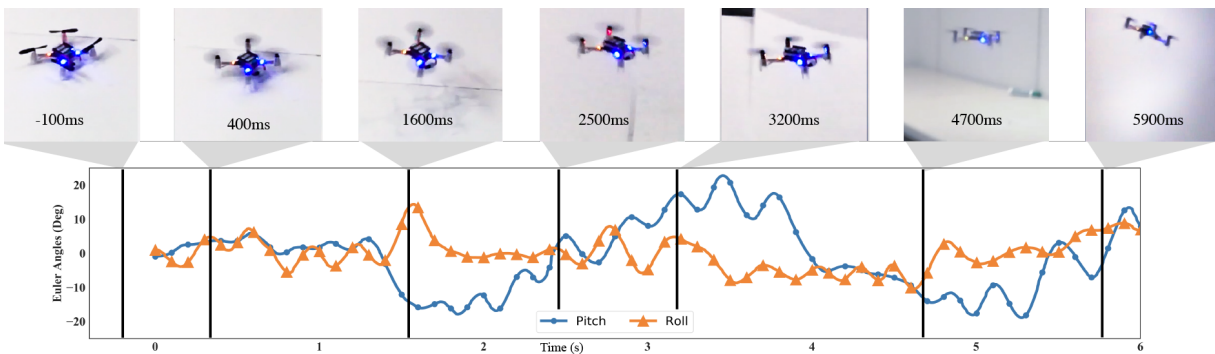 -100ms
400ms
1600ms
2500ms
3200ms
4700ms
5900ms
Euler Angles (Deg)
20
10
0
−10
−20
Pitch
Roll
0
1
2
Time (s)
3
4
5
6